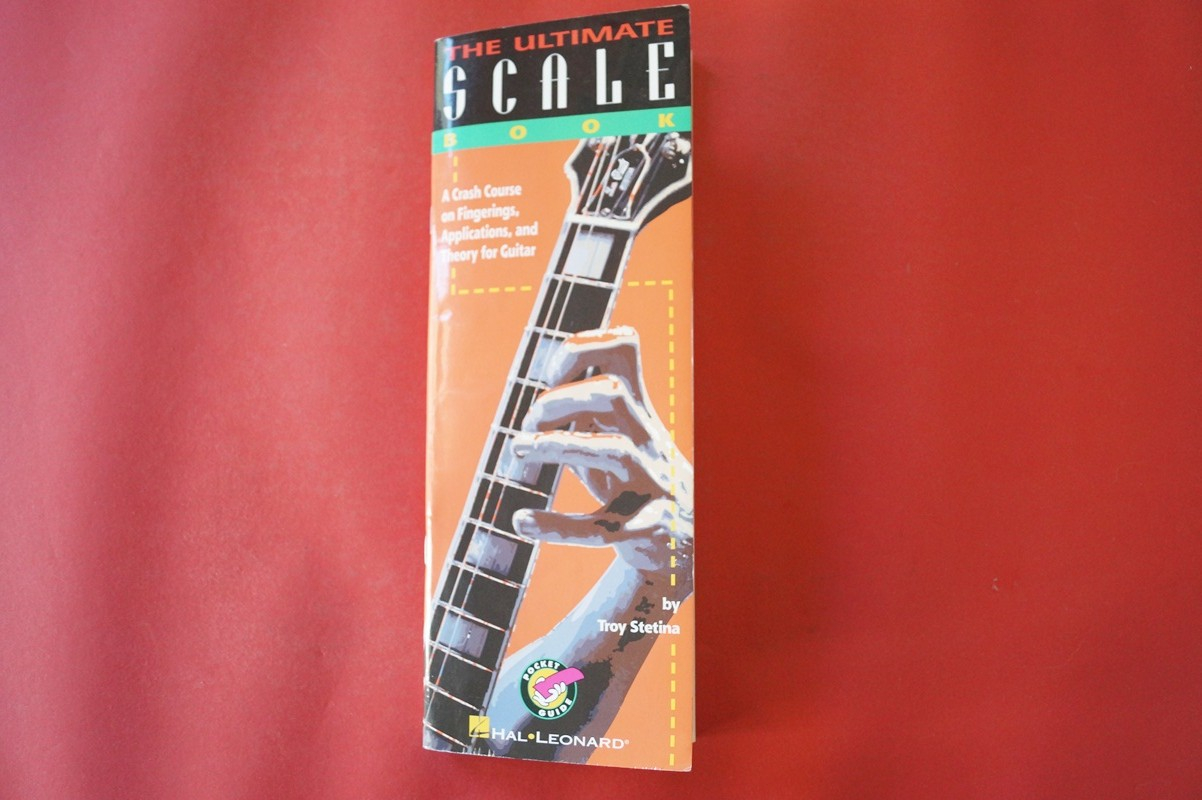 THE ULTIMATE
SCALE
BOOK
A Crash Course
on Fingerings,
Applications, and
Theory for Guitar
by
Troy Stetina
POCKET
GUIDE
HAL•LEONARD®